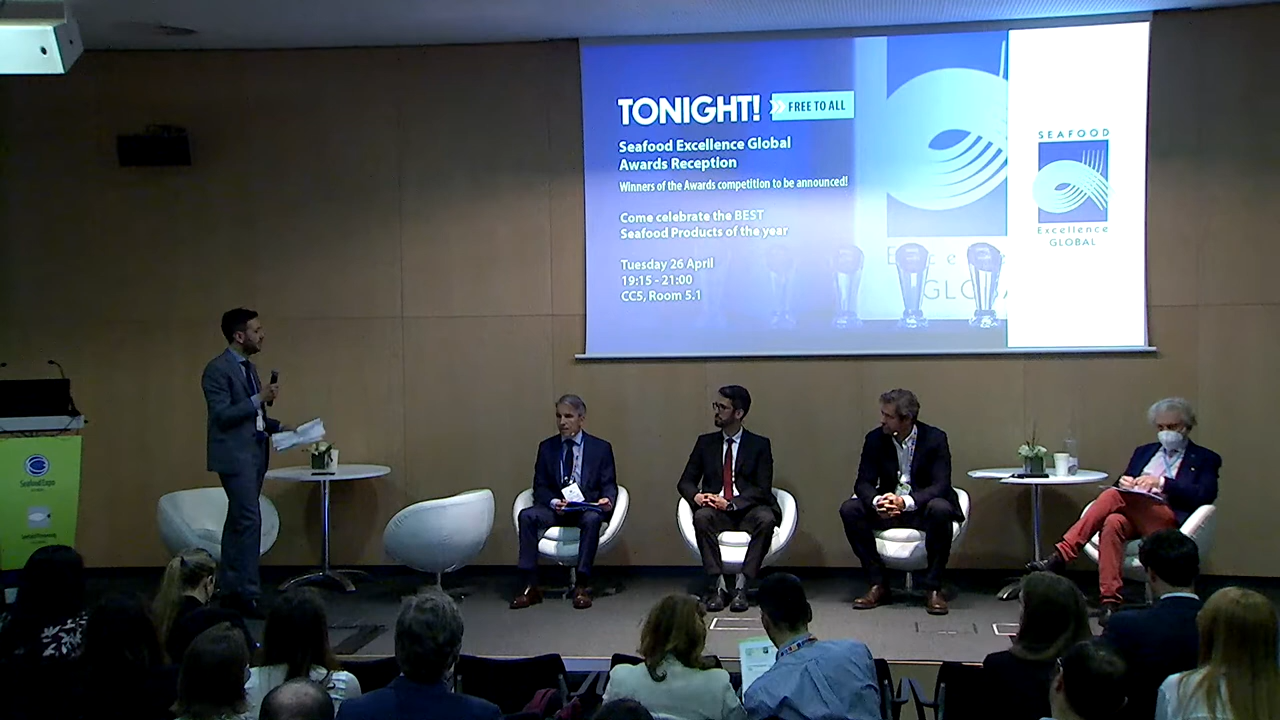 TONIGHT!
FREE TO ALL
Seafood Excellence Global
Awards Reception
Winners of the Awards competition to be announced!
Come celebrate the BEST
Seafood Products of the year
Tuesday 26 April
19:15 - 21:00
CC5, Room 5.1
SEAFOOD
Excellence
GLOBAL
SeafoodExpo